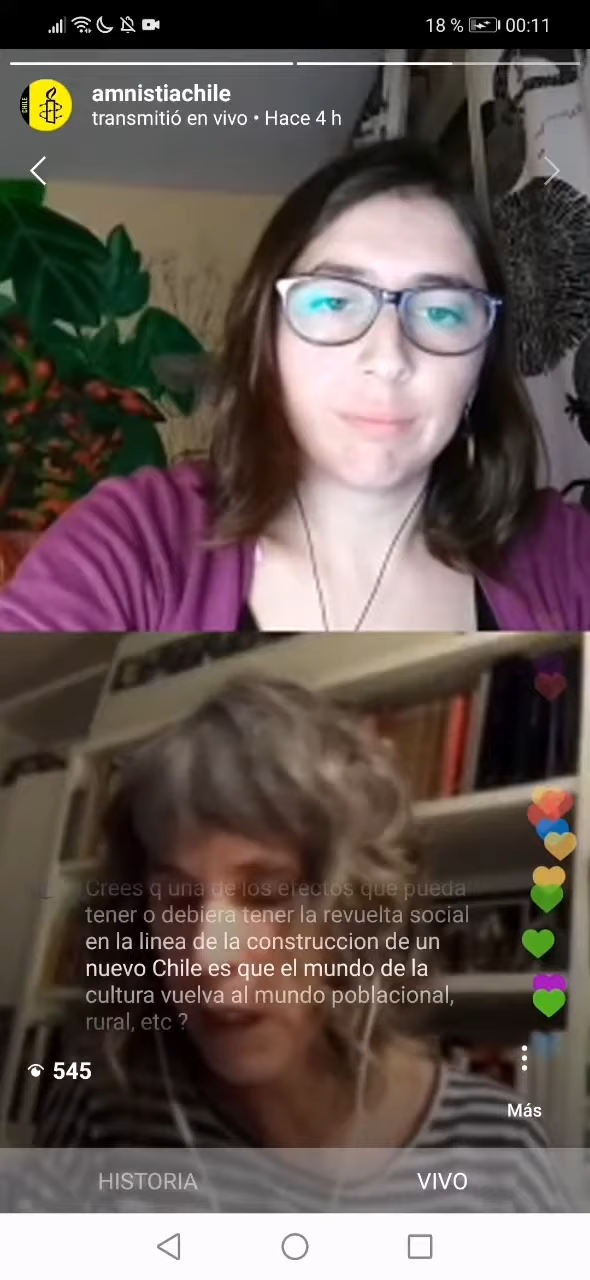 18 % 00:11
CHILE
amnistiachile
transmitió en vivo • Hace 4 h
Crees q una de los efectos que pueda
tener o debiera tener la revuelta social
en la linea de la construccion de un
nuevo Chile es que el mundo de la
cultura vuelva al mundo poblacional,
rural, etc ?
545
Más
HISTORIA
VIVO